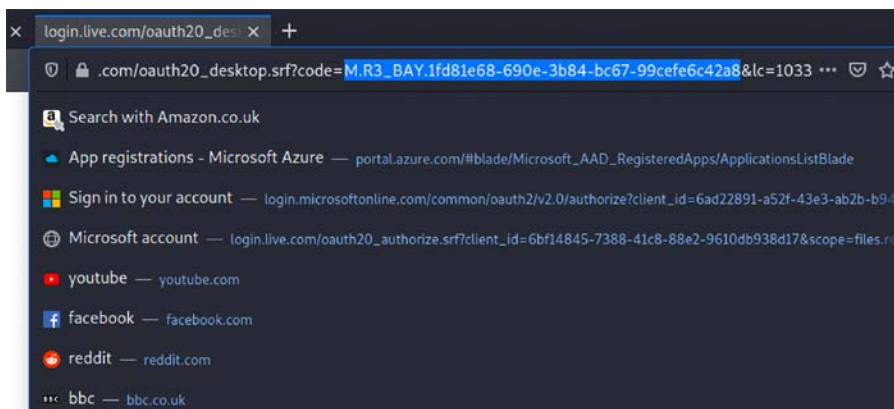 login.live.com/oauth20_des
.com/oauth20_desktop.srf?code=M.R3_BAY.1fd81e68-690e-3b84-bc67-99cefe6c42a8&lc=1033
Search with Amazon.co.uk
App registrations - Microsoft Azure — portal.azure.com/#blade/Microsoft_AAD_RegisteredApps/ApplicationsListBlade
Sign in to your account — login.microsoftonline.com/common/oauth2/v2.0/authorize?client_id=6ad22891-a52f-43e3-ab2b-b94
Microsoft account — login.live.com/oauth20_authorize.srf?client_id=6bf14845-7388-41c8-88e2-9610db938d17&scope=files.r
youtube — youtube.com
facebook — facebook.com
reddit — reddit.com
BBC bbc — bbc.co.uk